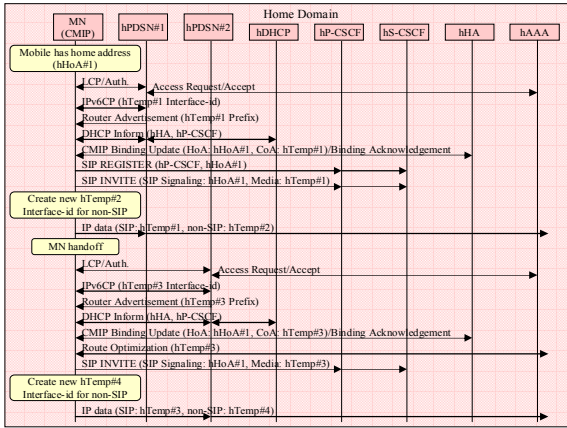 Home Domain
MN
(CMIP)
hPDSN#1
hPDSN#2
hDHCP
hP-CSCF
hS-CSCF
hHA
hAAA
Mobile has home address
(hHoA#1)
LCP/Auth.
Access Request/Accept
IPv6CP (hTemp#1 Interface-id)
Router Advertisement (hTemp#1 Prefix)
DHCP Inform (hHA, hP-CSCF)
CMIP Binding Update (HoA: hHoA#1, CoA: hTemp#1)/Binding Acknowledgement
SIP REGISTER (hP-CSCF, hHoA#1)
SIP INVITE (SIP Signaling: hHoA#1, Media: hTemp#1)
Create new hTemp#2
Interface-id for non-SIP
IP data (SIP: hTemp#1, non-SIP: hTemp#2)
MN handoff
LCP/Auth.
Access Request/Accept
IPv6CP (hTemp#3 Interface-id)
Router Advertisement (hTemp#3 Prefix)
DHCP Inform (hHA, hP-CSCF)
CMIP Binding Update (HoA: hHoA#1, CoA: hTemp#3)/Binding Acknowledgement
Route Optimization (hTemp#3)
SIP INVITE (SIP Signaling: hHoA#1, Media: hTemp#3)
Create new hTemp#4
Interface-id for non-SIP
IP data (SIP: hTemp#3, non-SIP: hTemp#4)